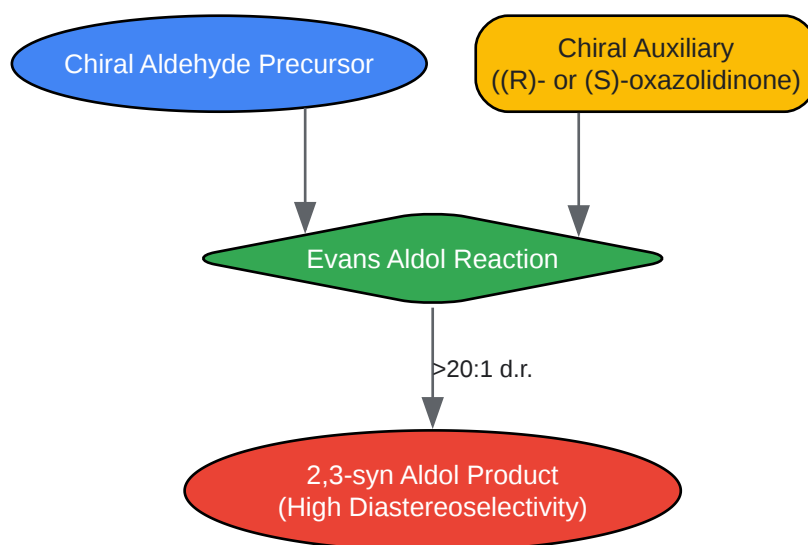 Chiral Aldehyde Precursor
Chiral Auxiliary
((R)- or (S)-oxazolidinone)
Evans Aldol Reaction
>20:1 d.r.
2,3-syn Aldol Product
(High Diastereoselectivity)